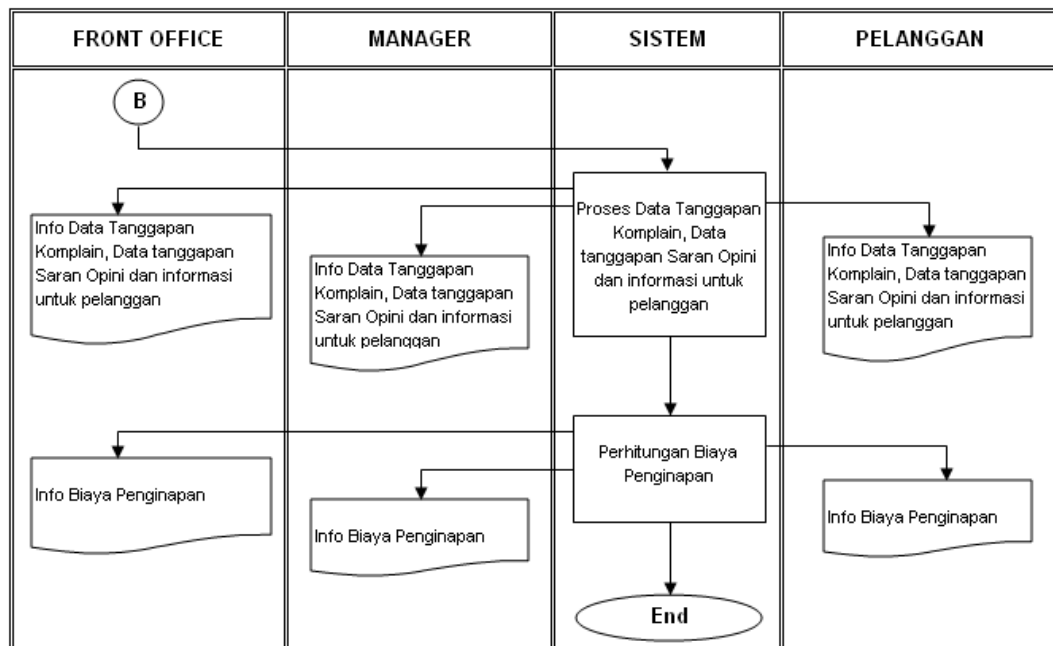 FRONT OFFICE
MANAGER
SISTEM
PELANGGAN
B
Info Data Tanggapan
Komplain, Data tanggapan
Saran Opini dan informasi
untuk pelanggan
Info Data Tanggapan
Komplain, Data tanggapan
Saran Opini dan informasi
untuk pelanggan
Proses Data Tanggapan
Komplain, Data
tanggapan Saran Opini
dan informasi untuk
pelanggan
Info Data Tanggapan
Komplain, Data tanggapan
Saran Opini dan informasi
untuk pelanggan
Info Biaya Penginapan
Info Biaya Penginapan
Perhitungan Biaya
Penginapan
Info Biaya Penginapan
End